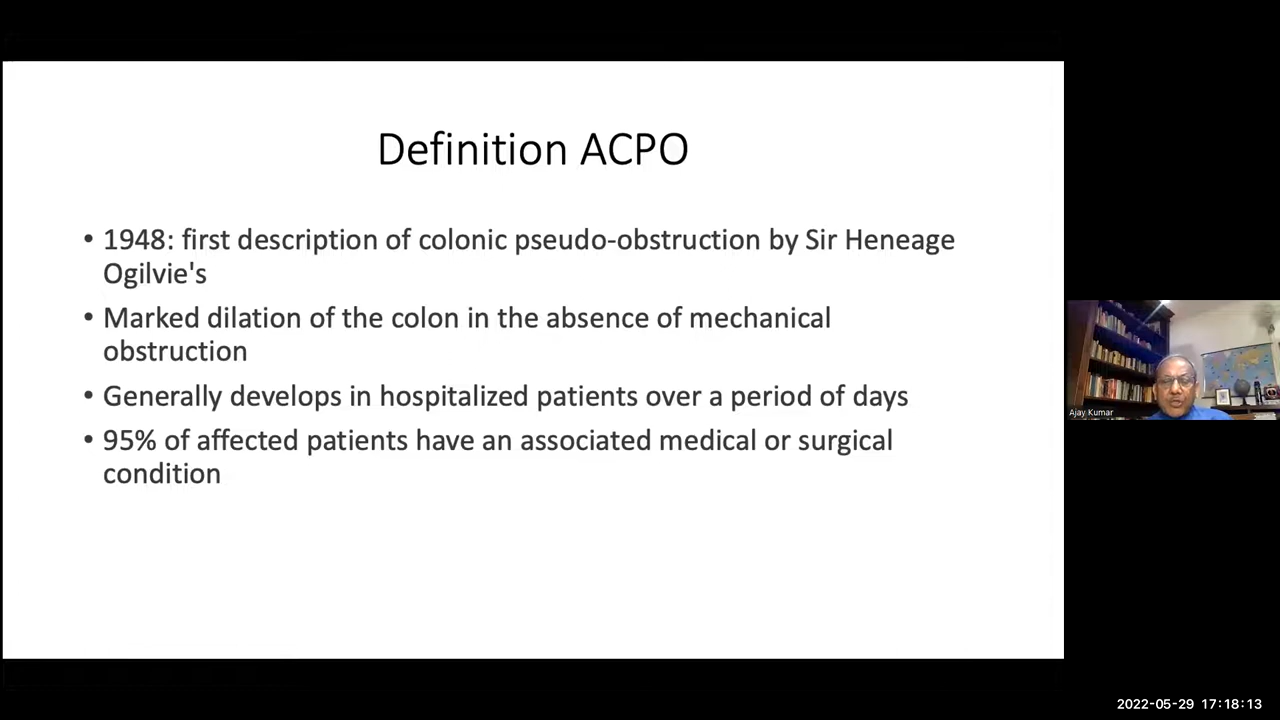 Definition ACPO
• 1948: first description of colonic pseudo-obstruction by Sir Heneage
Ogilvie's
• Marked dilation of the colon in the absence of mechanical
obstruction
• Generally develops in hospitalized patients over a period of days
• 95% of affected patients have an associated medical or surgical
condition
Ajay Kumar
2022-05-29 17:18:13